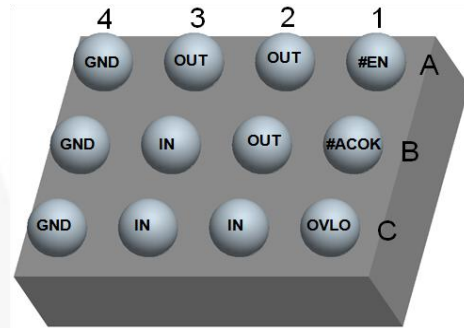 4 3 2 1
GND OUT OUT #EN A
GND IN OUT #ACOK B
GND IN IN OVLO C